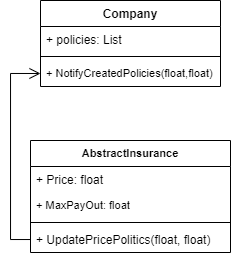 Company
+ policies: List
+ NotifyCreatedPolicies(float,float)
AbstractInsurance
+ Price: float
+ MaxPayOut: float
+ UpdatePricePolitics(float, float)